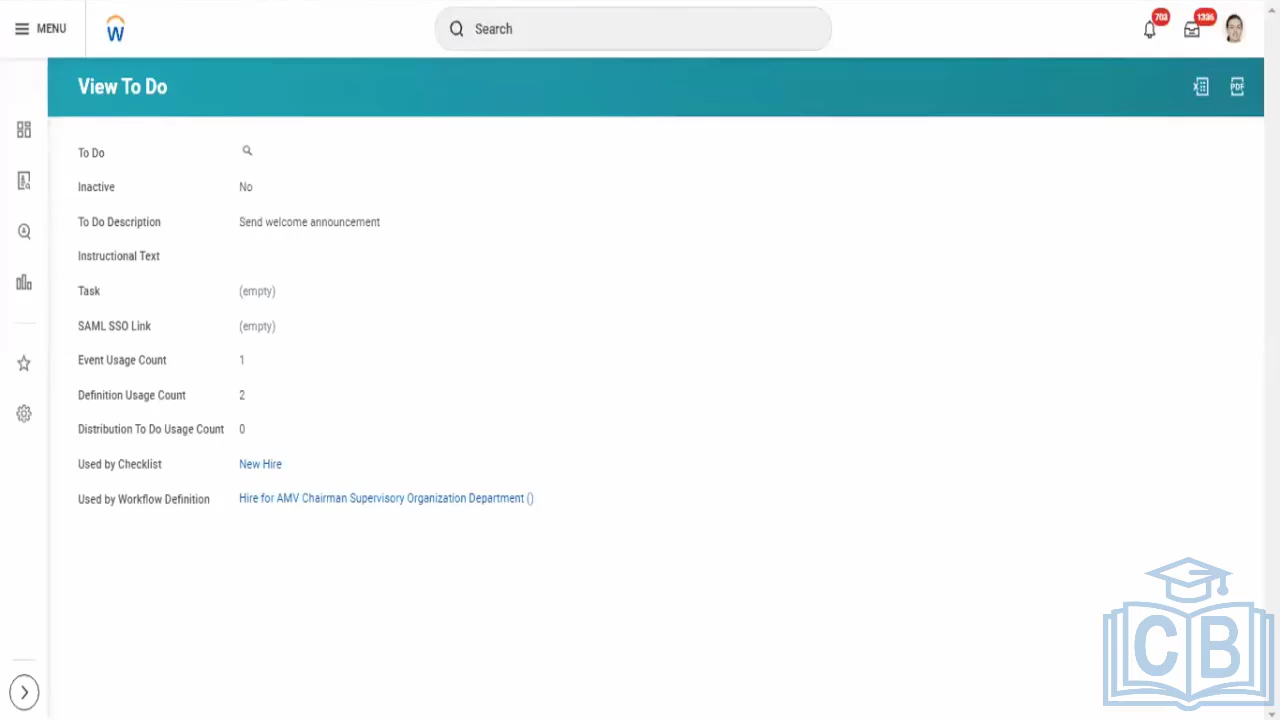 MENU
W
Search
703
1336
View To Do
PDF
To Do
Inactive No
To Do Description Send welcome announcement
Instructional Text
Task (empty)
SAML SSO Link (empty)
Event Usage Count 1
Definition Usage Count 2
Distribution To Do Usage Count 0
Used by Checklist New Hire
Used by Workflow Definition Hire for AMV Chairman Supervisory Organization Department ()
CB